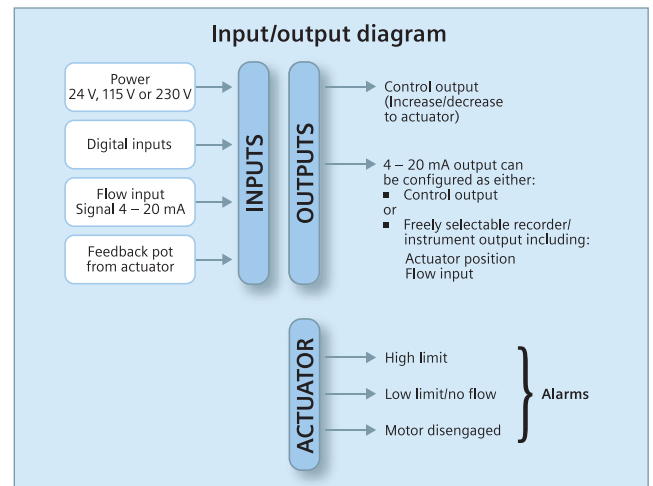 Input/output diagram
Power
24 V, 115 V or 230 V
Digital inputs
Flow input
Signal 4 – 20 mA
Feedback pot
from actuator
INPUTS
OUTPUTS
Control output
(Increase/decrease
to actuator)
4 – 20 mA output can
be configured as either:
■ Control output
or
■ Freely selectable recorder/
instrument output including:
Actuator position
Flow input
ACTUATOR
High limit
Low limit/no flow
Motor disengaged
Alarms